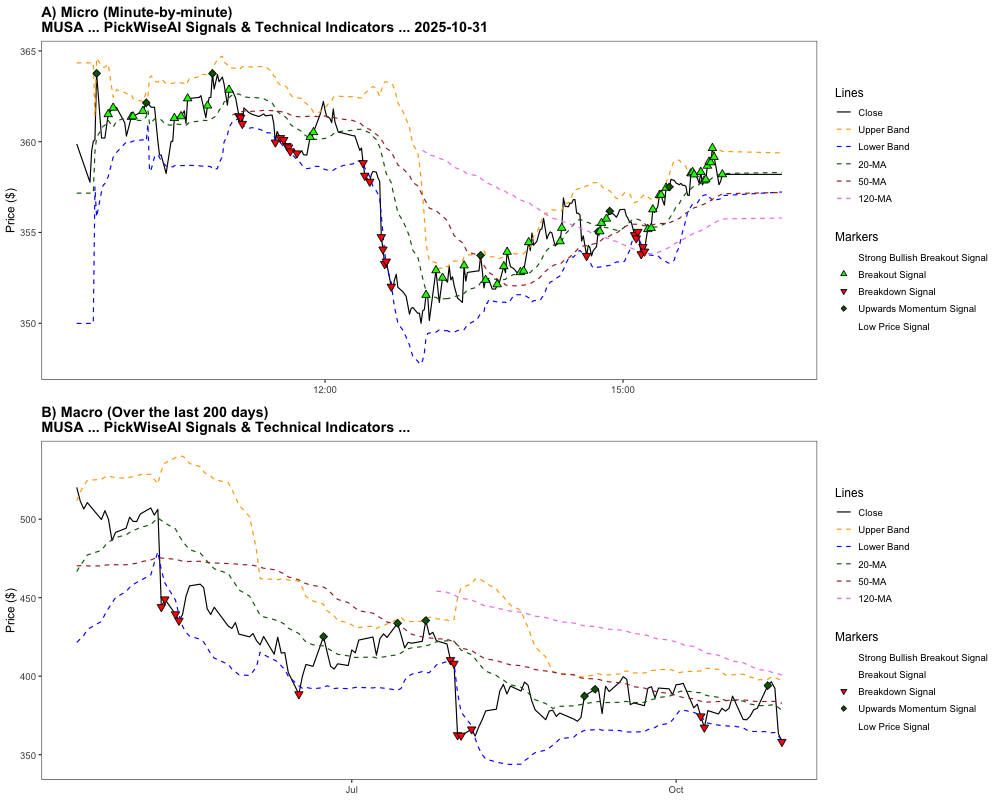 A) Micro (Minute-by-minute)
MUSA ... PickWiseAI Signals & Technical Indicators ... 2025-10-31
Price ($)
365
360
355
350
12:00
15:00
Lines
Close
Upper Band
Lower Band
20-MA
50-MA
120-MA
Markers
Strong Bullish Breakout Signal
Breakout Signal
Breakdown Signal
Upwards Momentum Signal
Low Price Signal
B) Macro (Over the last 200 days)
MUSA ... PickWiseAI Signals & Technical Indicators ...
Price ($)
500
450
400
350
Jul
Oct
Lines
Close
Upper Band
Lower Band
20-MA
50-MA
120-MA
Markers
Strong Bullish Breakout Signal
Breakout Signal
Breakdown Signal
Upwards Momentum Signal
Low Price Signal